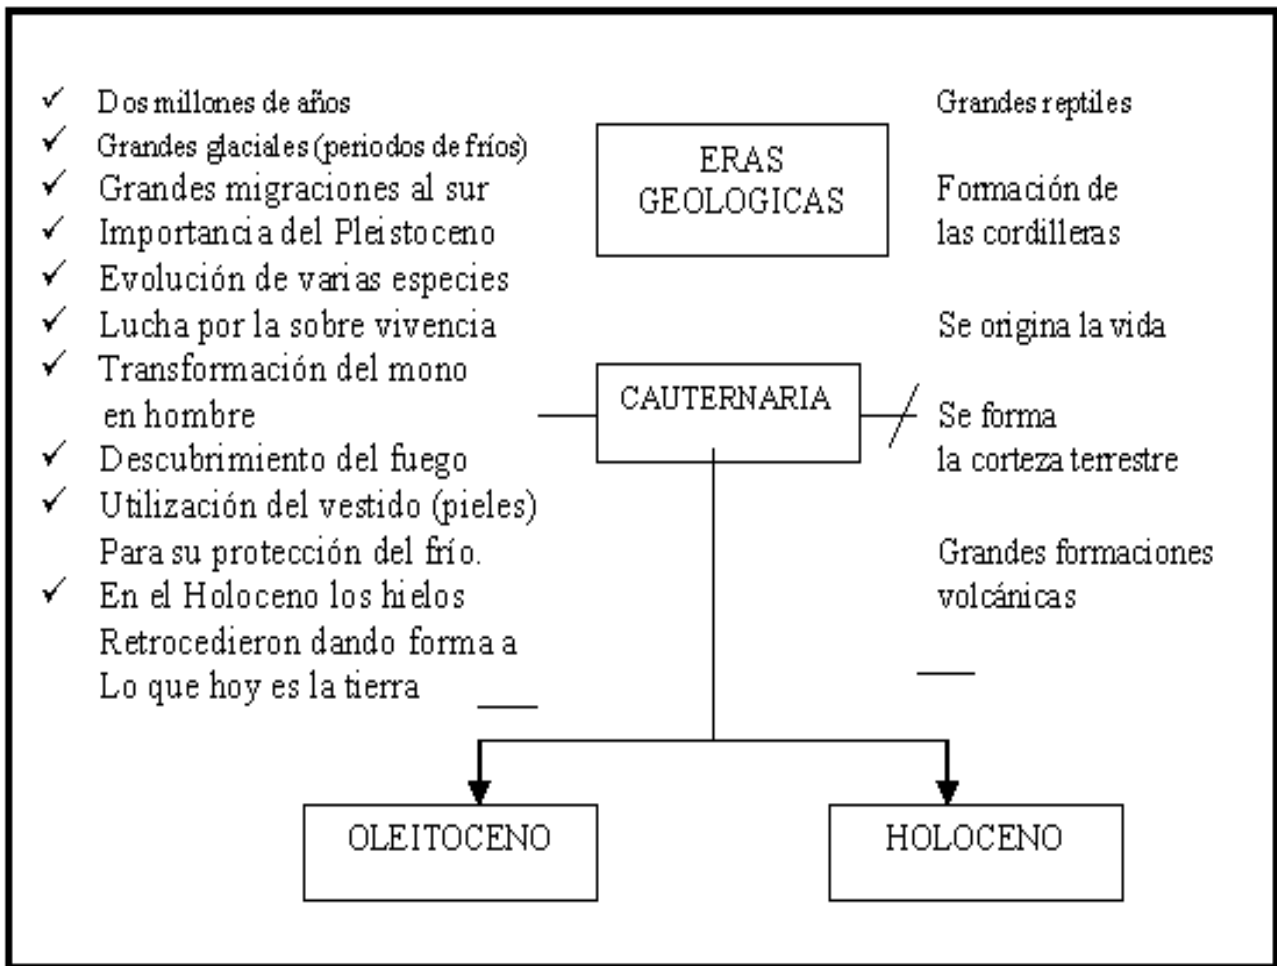 Dos millones de años
Grandes glaciales (periodos de fríos)
Grandes migraciones al sur
Importancia del Pleistoceno
Evolución de varias especies
Lucha por la sobre vivencia
Transformación del mono
en hombre
Descubrimiento del fuego
Utilización del vestido (pieles)
Para su protección del frío.
En el Holoceno los hielos
Retrocedieron dando forma a
Lo que hoy es la tierra
ERAS
GEOLOGICAS
CAUTERNARIA
Grandes reptiles
Formación de
las cordilleras
Se origina la vida
Se forma
la corteza terrestre
Grandes formaciones
volcánicas
OLEITOCENO
HOLOCENO